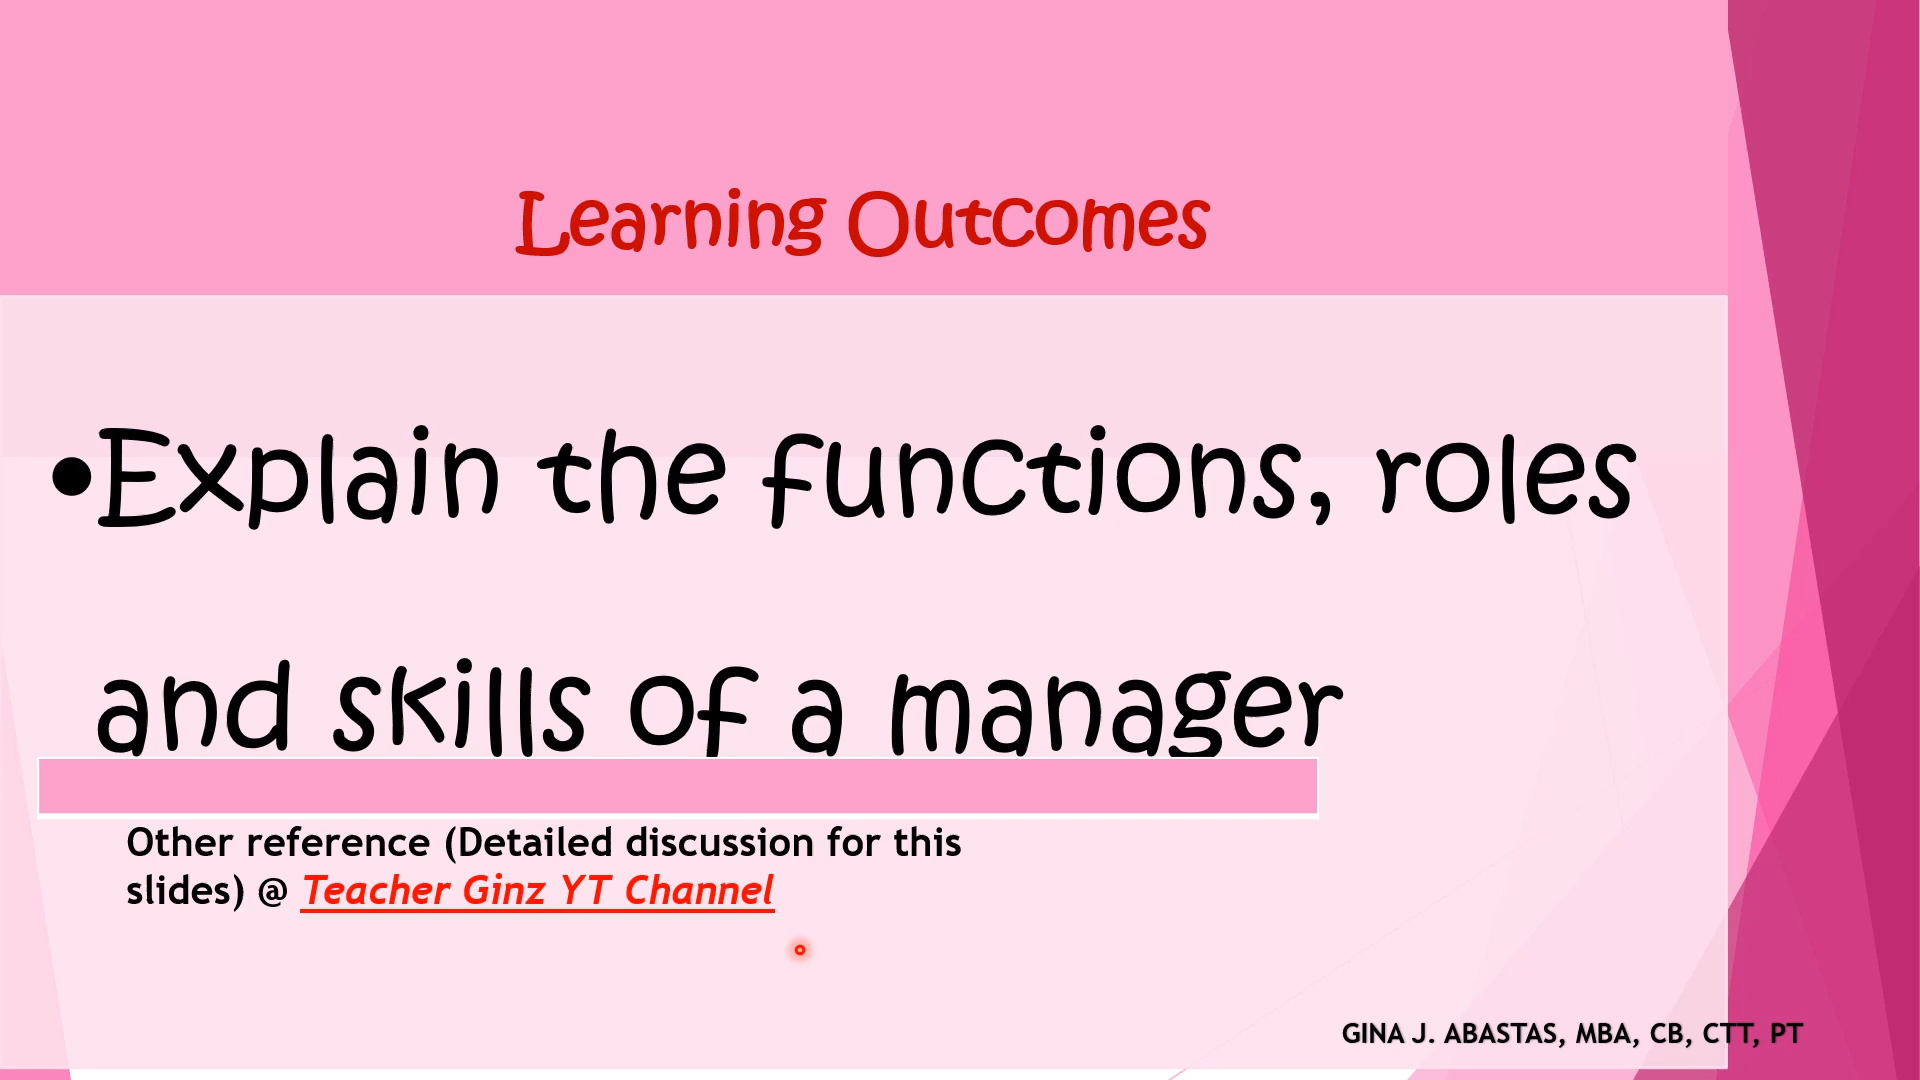 Learning Outcomes
•Explain the functions, roles
and skills of a manager
Other reference (Detailed discussion for this
slides) @ Teacher Ginz YT Channel
GINA J. ABASTAS, MBA, CB, CTT, PT